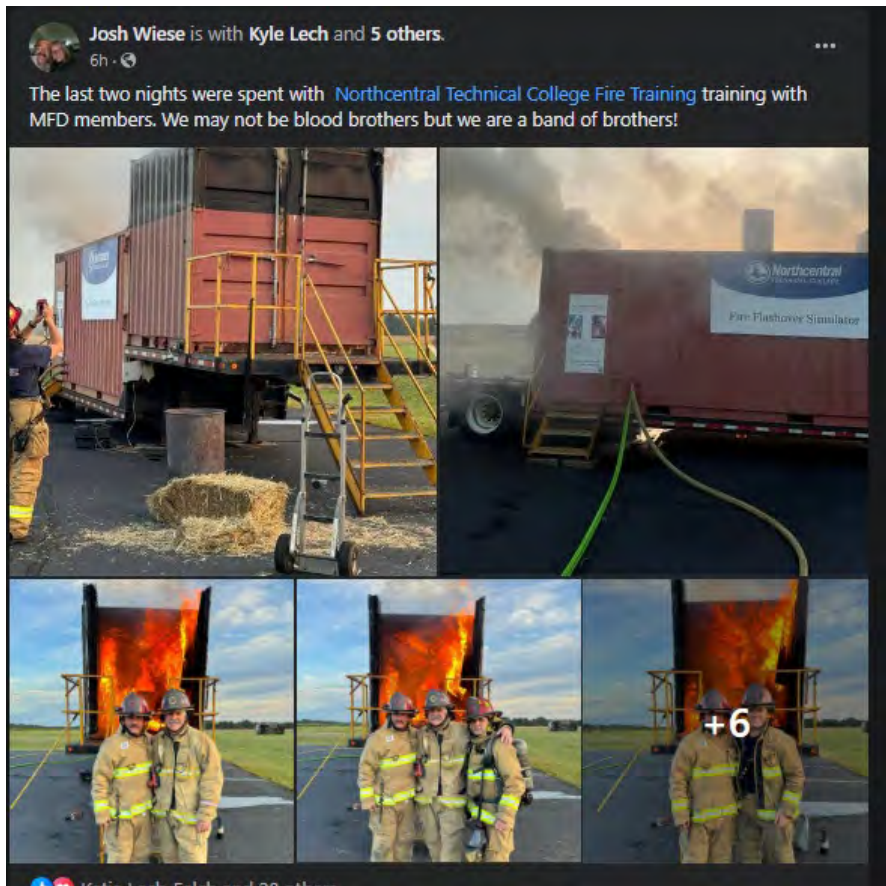 Josh Wiese is with Kyle Lech and 5 others.
6h ·
The last two nights were spent with Northcentral Technical College Fire Training training with
MFD members. We may not be blood brothers but we are a band of brothers!
Northcentral
Fire Flashover Simulator
+6